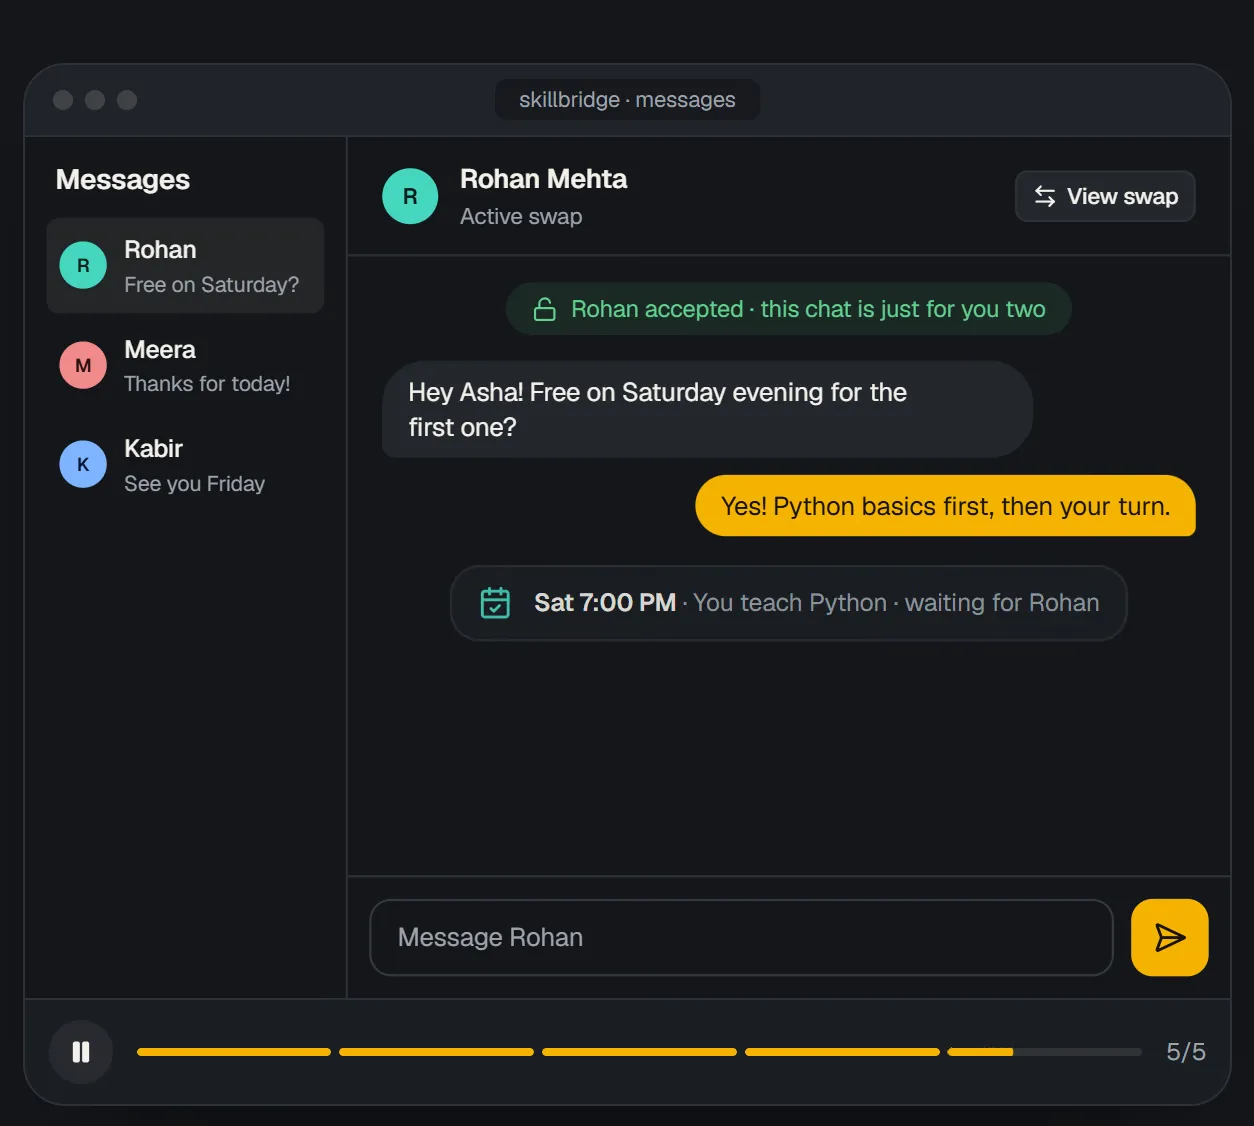 skillbridge · messages
Messages
R
Rohan
Free on Saturday?
M
Meera
Thanks for today!
K
Kabir
See you Friday
R
Rohan Mehta
Active swap
View swap
Rohan accepted · this chat is just for you two
Hey Asha! Free on Saturday evening for the
first one?
Yes! Python basics first, then your turn.
Sat 7:00 PM · You teach Python · waiting for Rohan
Message Rohan
5/5